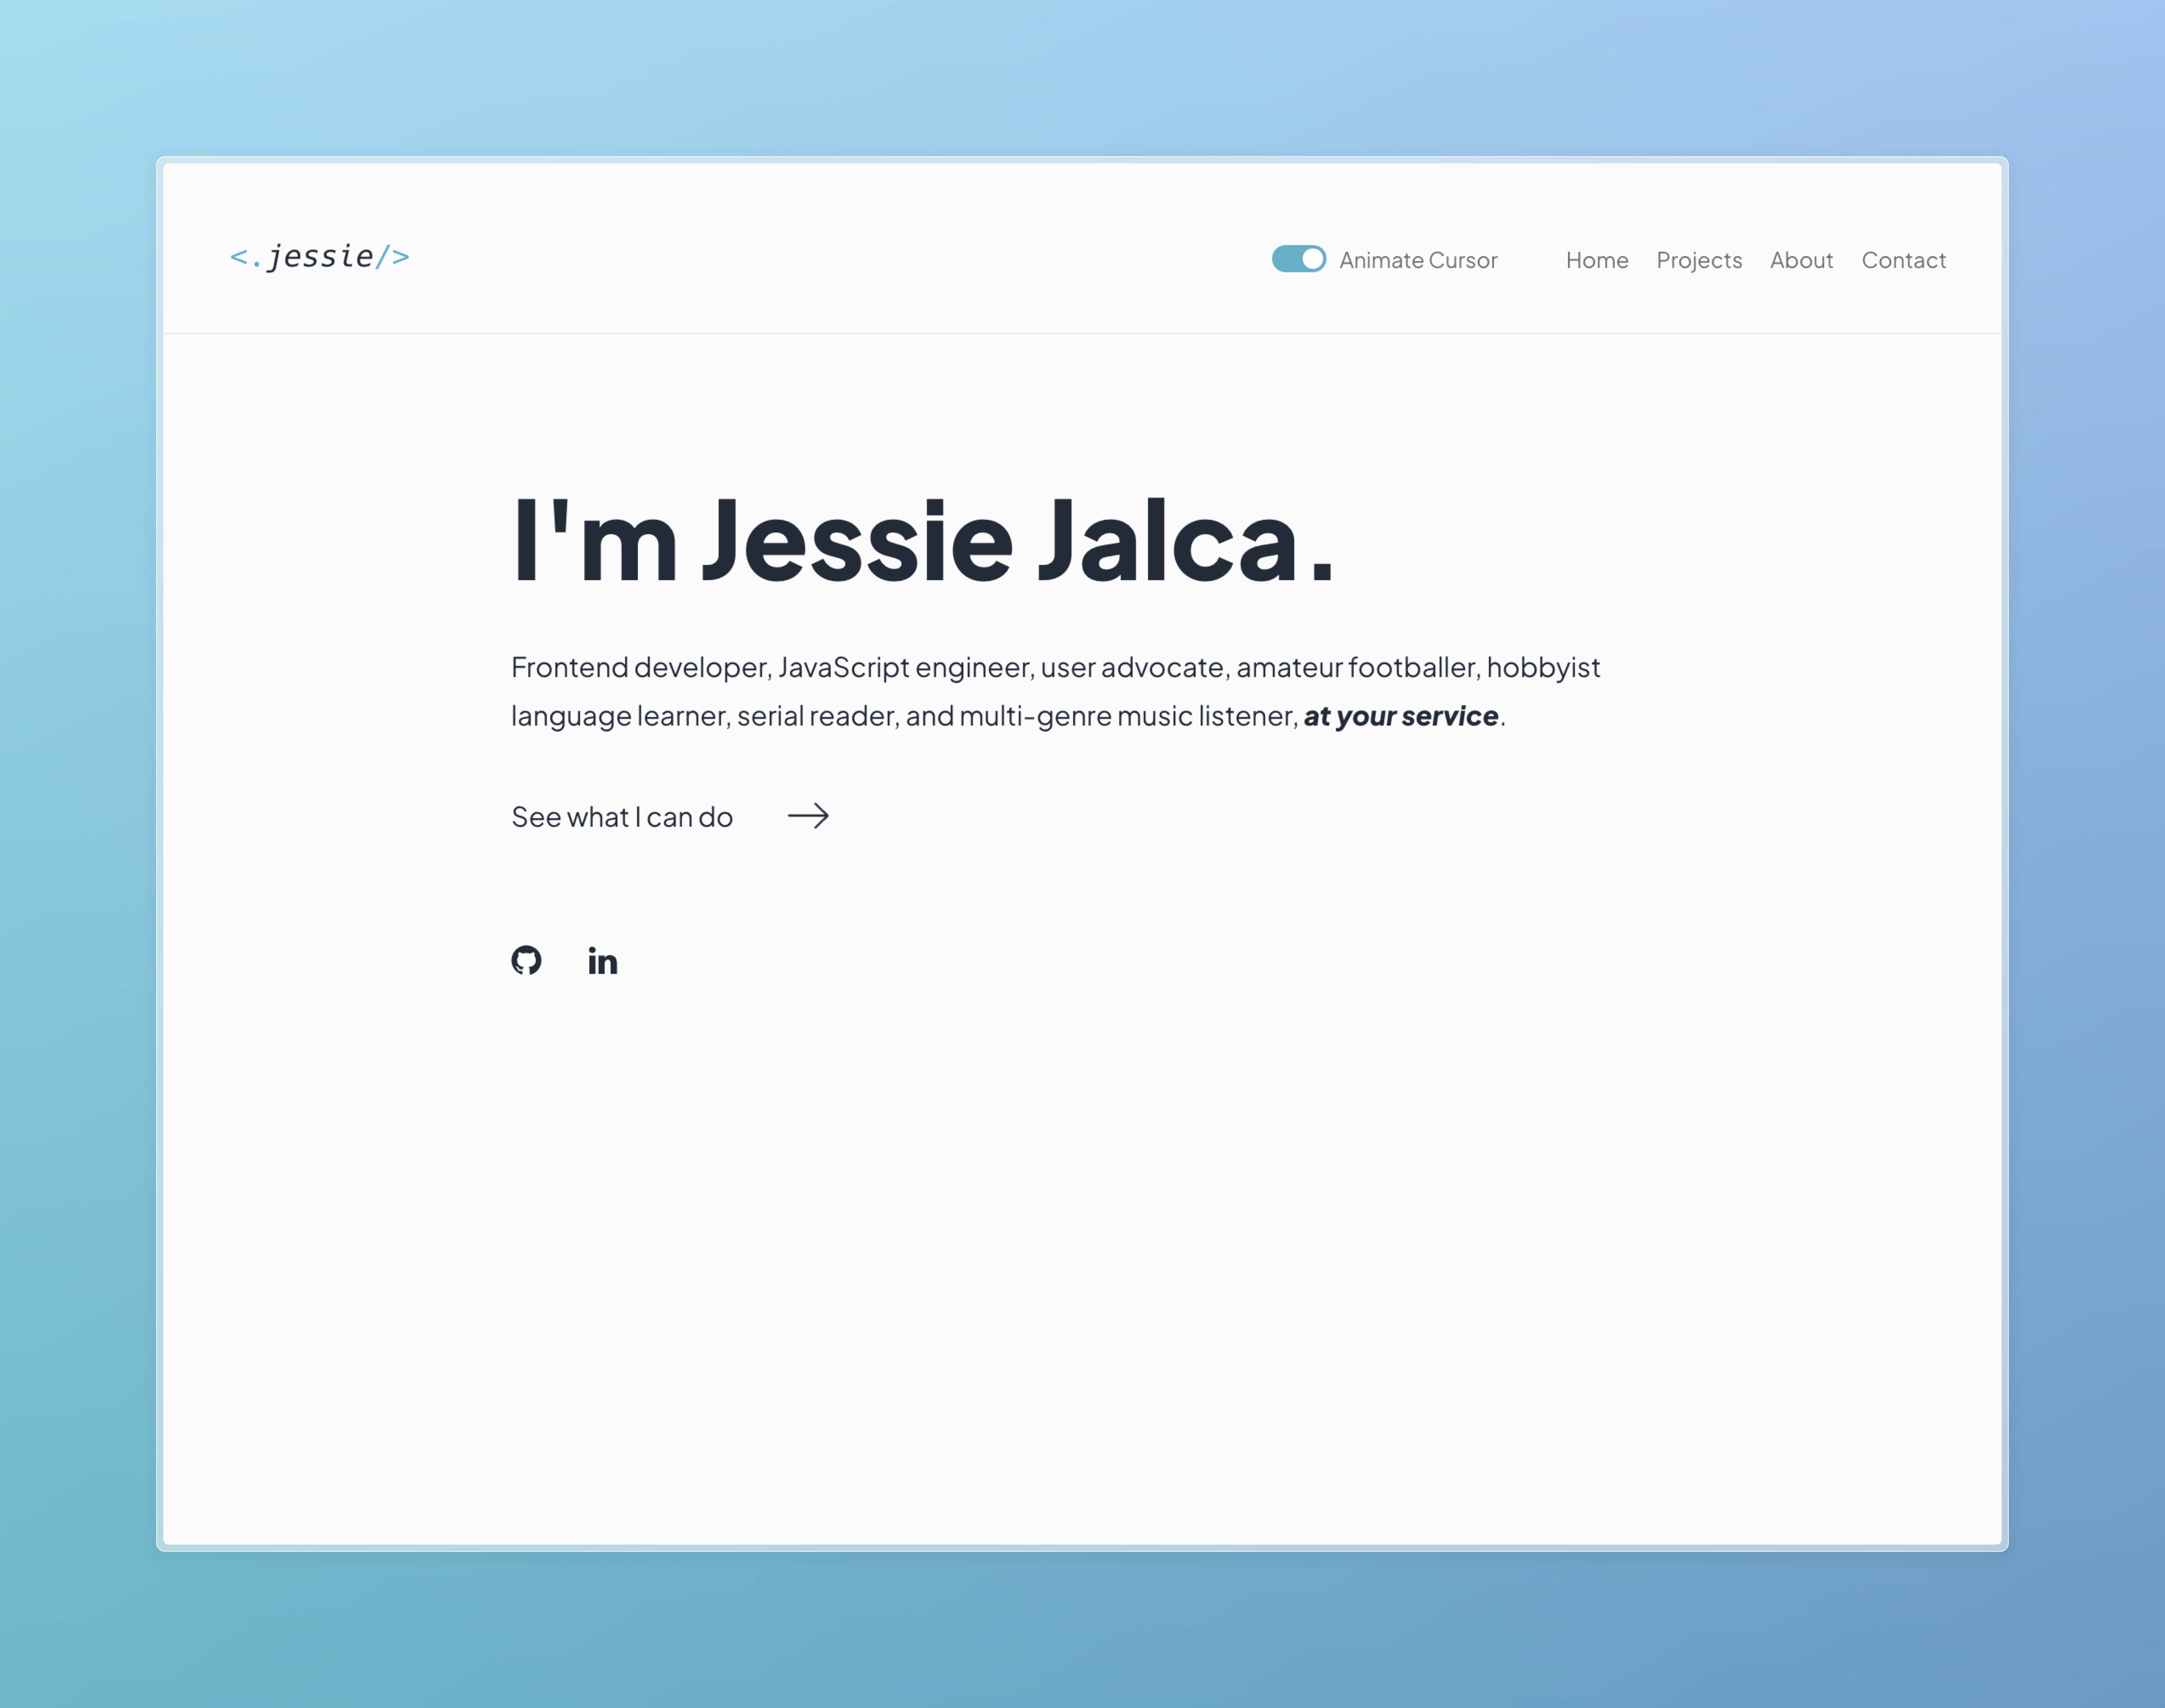 <.jessie/>
Animate Cursor
Home Projects About Contact
I'm Jessie Jalca.
Frontend developer, JavaScript engineer, user advocate, amateur footballer, hobbyist
language learner, serial reader, and multi-genre music listener, at your service.
See what I can do
in